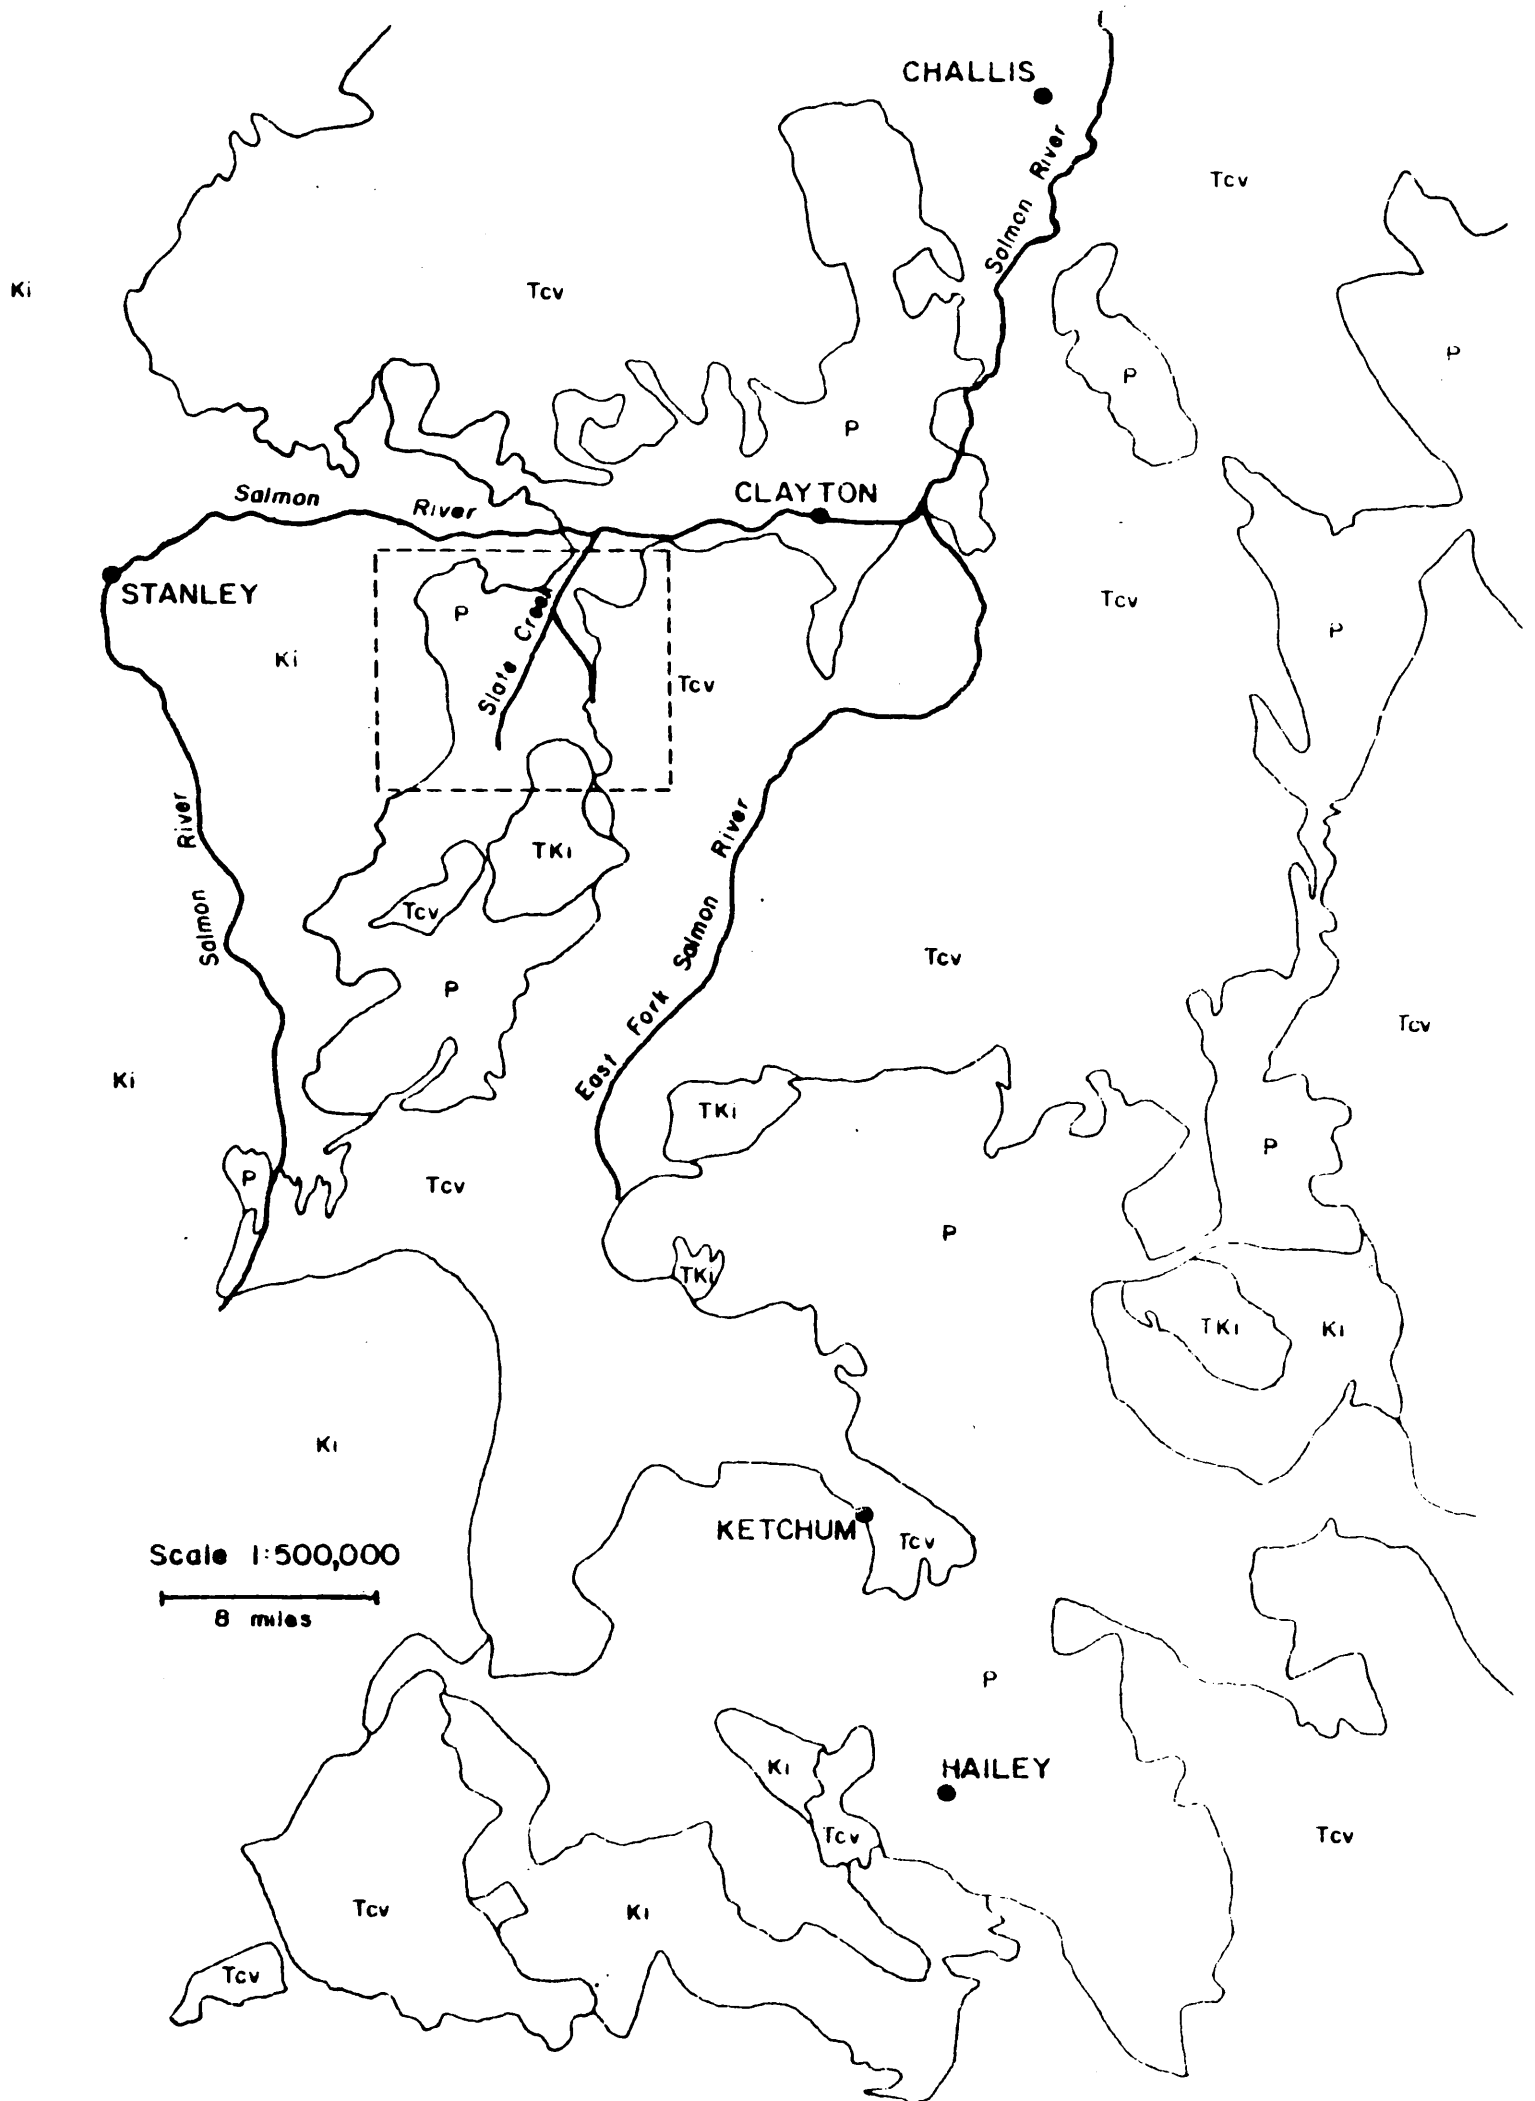 CHALLIS
Salmon River
Tcv
Ki
Tcv
P
P
P
Salmon River
CLAYTON
STANLEY
P
Slate Creek
Ki
Tcv
Tcv
P
River
Salmon
TKi
Tcv
East Fork Salmon River
Tcv
P
Tcv
Ki
TKi
P
P
Tcv
P
TKi
TKi
Ki
Ki
KETCHUM
Tcv
Scale 1:500,000
8 miles
P
Ki
HAILEY
Tcv
Tcv
Tcv
Ki
Tcv